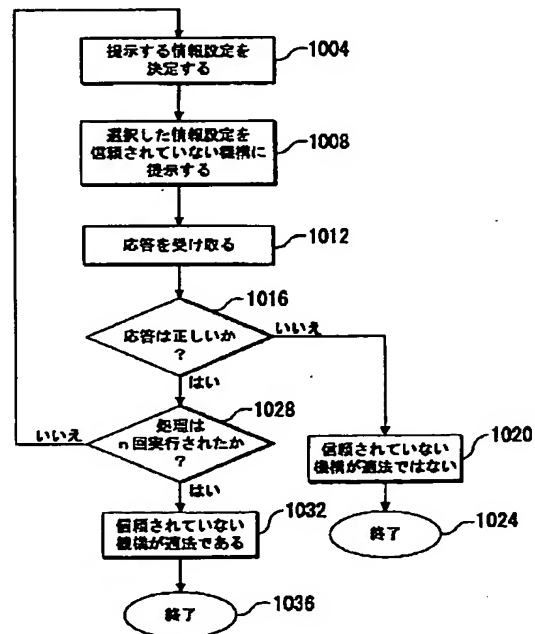 提示する情報設定を
決定する
1004
選択した情報設定を
信頼されていない機構に
提示する
1008
応答を受け取る
1012
1016
応答は正しいか
?
いいえ
はい
1028
処理は
n回実行されたか
?
いいえ
はい
信頼されていない
機構が適法ではない
1020
終了
1024
信頼されていない
機構が適法である
1032
終了
1036